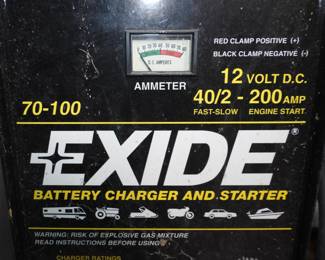 RED CLAMP POSITIVE (+)
BLACK CLAMP NEGATIVE (-)
D.C. AMPERES
AMMETER
12 VOLT D.C.
70-100
40/2 - 200 AMP
FAST-SLOW ENGINE START
EXIDE®
BATTERY CHARGER AND STARTER
WARNING: RISK OF EXPLOSIVE GAS MIXTURE
READ INSTRUCTIONS BEFORE USING
CHARGER RATINGS